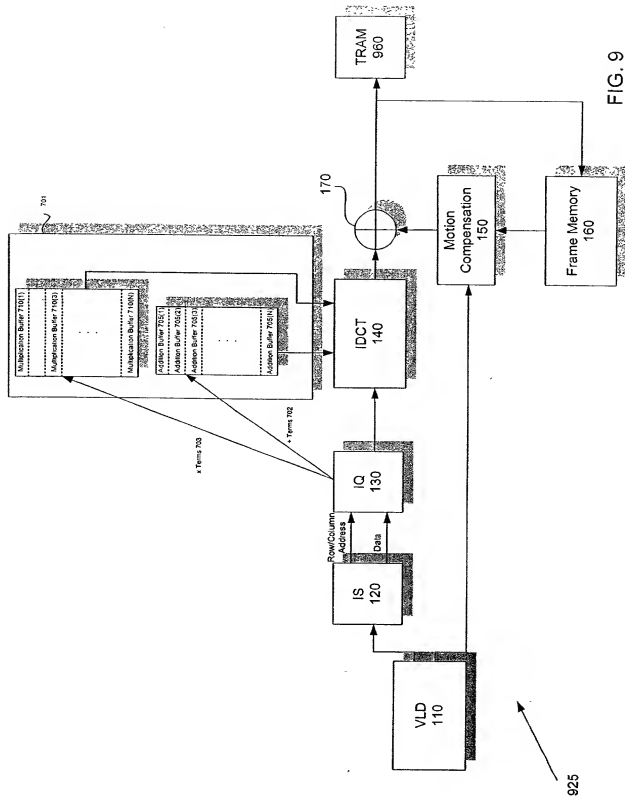 701
Multiplication Buffer 710(1)
Multiplication Buffer 710(3)
. . .
Multiplication Buffer 710(N)
Addition Buffer 705(1)
Addition Buffer 705(2)
Addition Buffer 705(3)
. . .
Addition Buffer 705(N)
x Terms 703
+ Terms 702
VLD
110
IS
120
Row/Column
Address
Data
IQ
130
IDCT
140
170
TRAM
960
Motion
Compensation
150
Frame Memory
160
925
FIG. 9